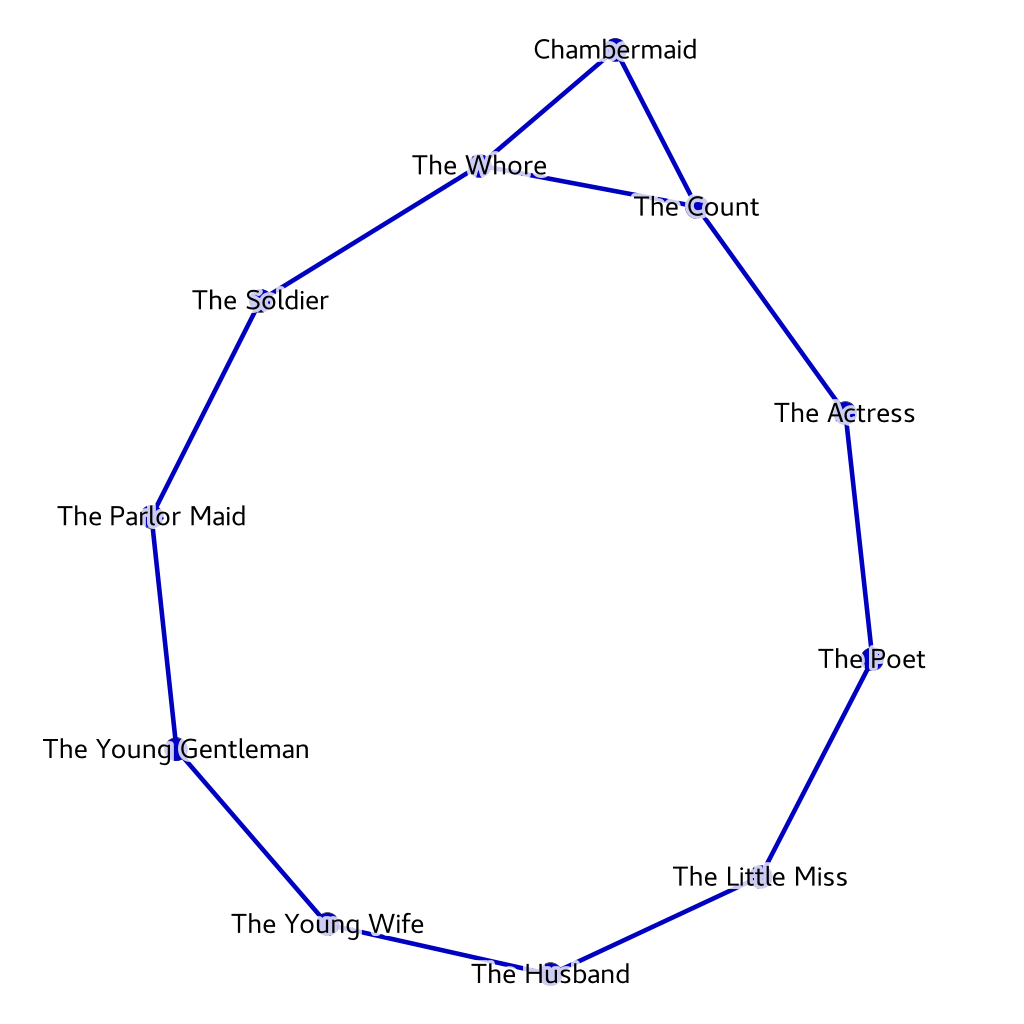 Chambermaid
The Whore
The Count
The Soldier
The Actress
The Parlor Maid
The Poet
The Young Gentleman
The Little Miss
The Young Wife
The Husband